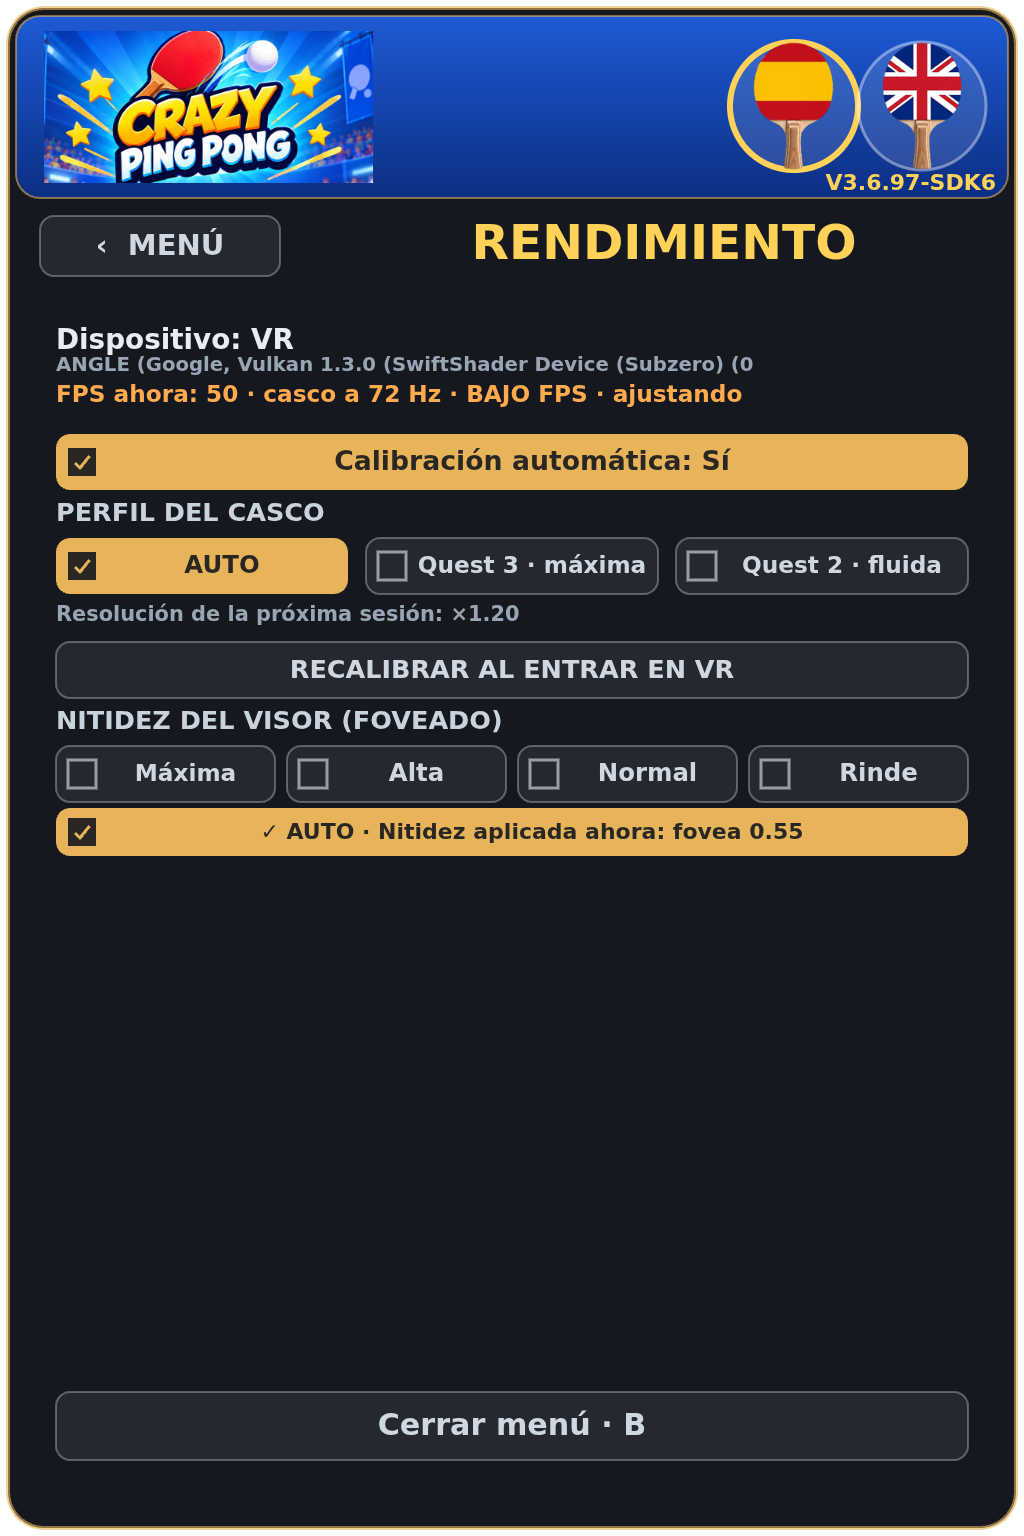 CRAZY
PING PONG
V3.6.97-SDK6
‹ MENÚ
RENDIMIENTO
Dispositivo: VR
ANGLE (Google, Vulkan 1.3.0 (SwiftShader Device (Subzero) (0
FPS ahora: 50 · casco a 72 Hz · BAJO FPS · ajustando
Calibración automática: Sí
PERFIL DEL CASCO
AUTO
Quest 3 · máxima
Quest 2 · fluida
Resolución de la próxima sesión: ×1.20
RECALIBRAR AL ENTRAR EN VR
NITIDEZ DEL VISOR (FOVEADO)
Máxima
Alta
Normal
Rinde
✓ AUTO · Nitidez aplicada ahora: fovea 0.55
Cerrar menú · B